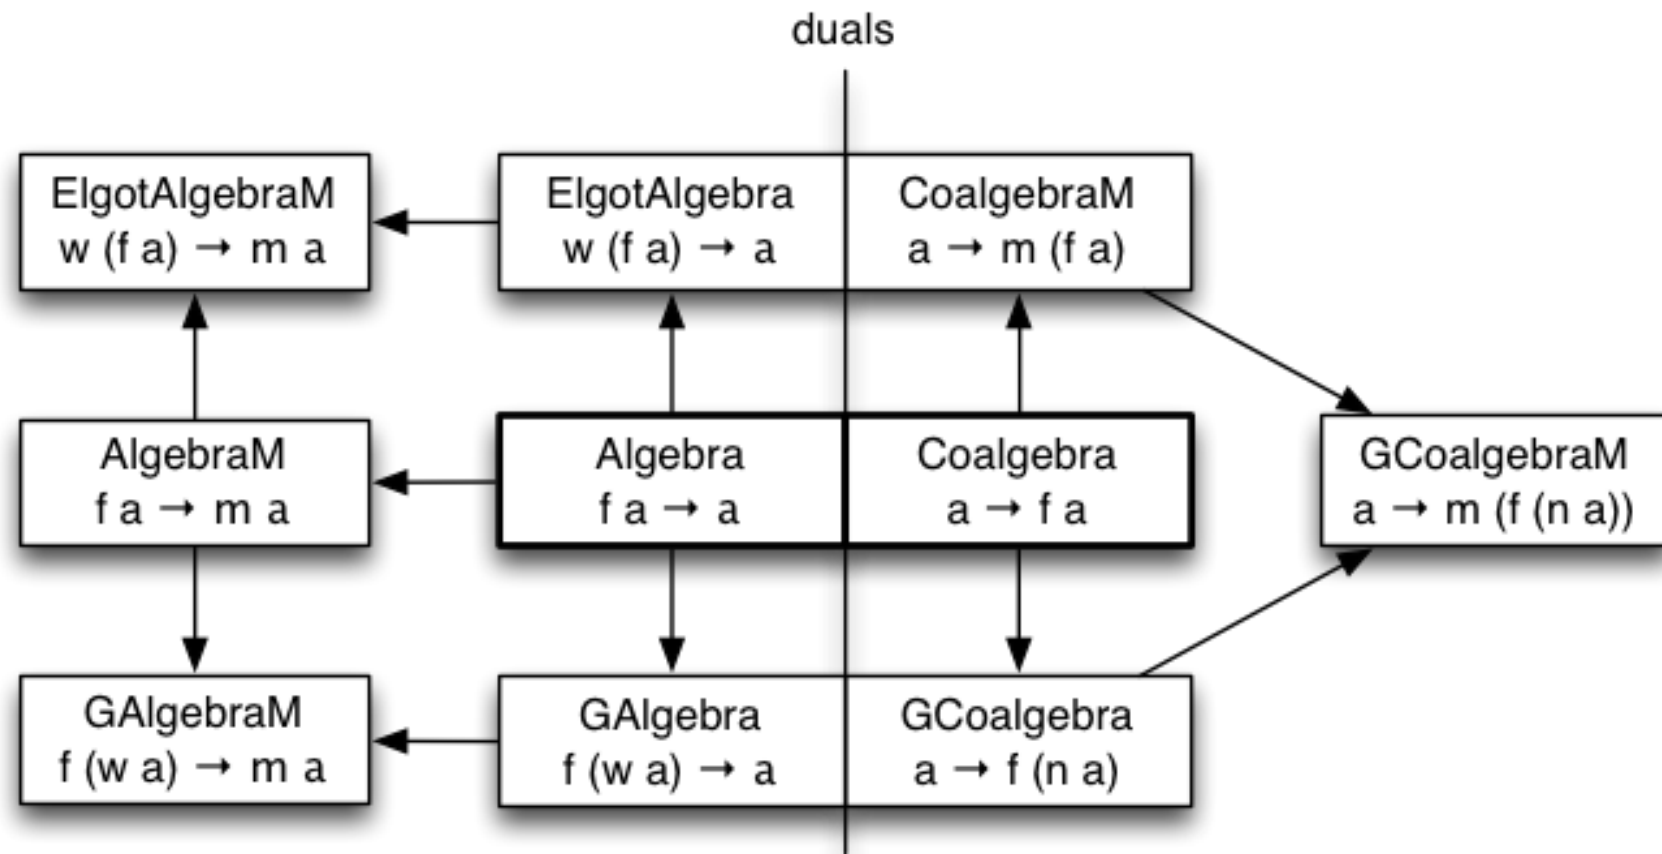 duals
ElgotAlgebraM
w (f a) → m a
ElgotAlgebra
w (f a) → a
CoalgebraM
a → m (f a)
AlgebraM
f a → m a
Algebra
f a → a
Coalgebra
a → f a
GCoalgebraM
a → m (f (n a))
GAlgebraM
f (w a) → m a
GAlgebra
f (w a) → a
GCoalgebra
a → f (n a)